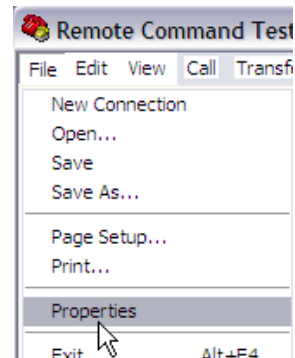 Remote Command Test
File Edit View Call Transf
New Connection
Open...
Save
Save As...
Page Setup...
Print...
Properties
Exit Alt+F4